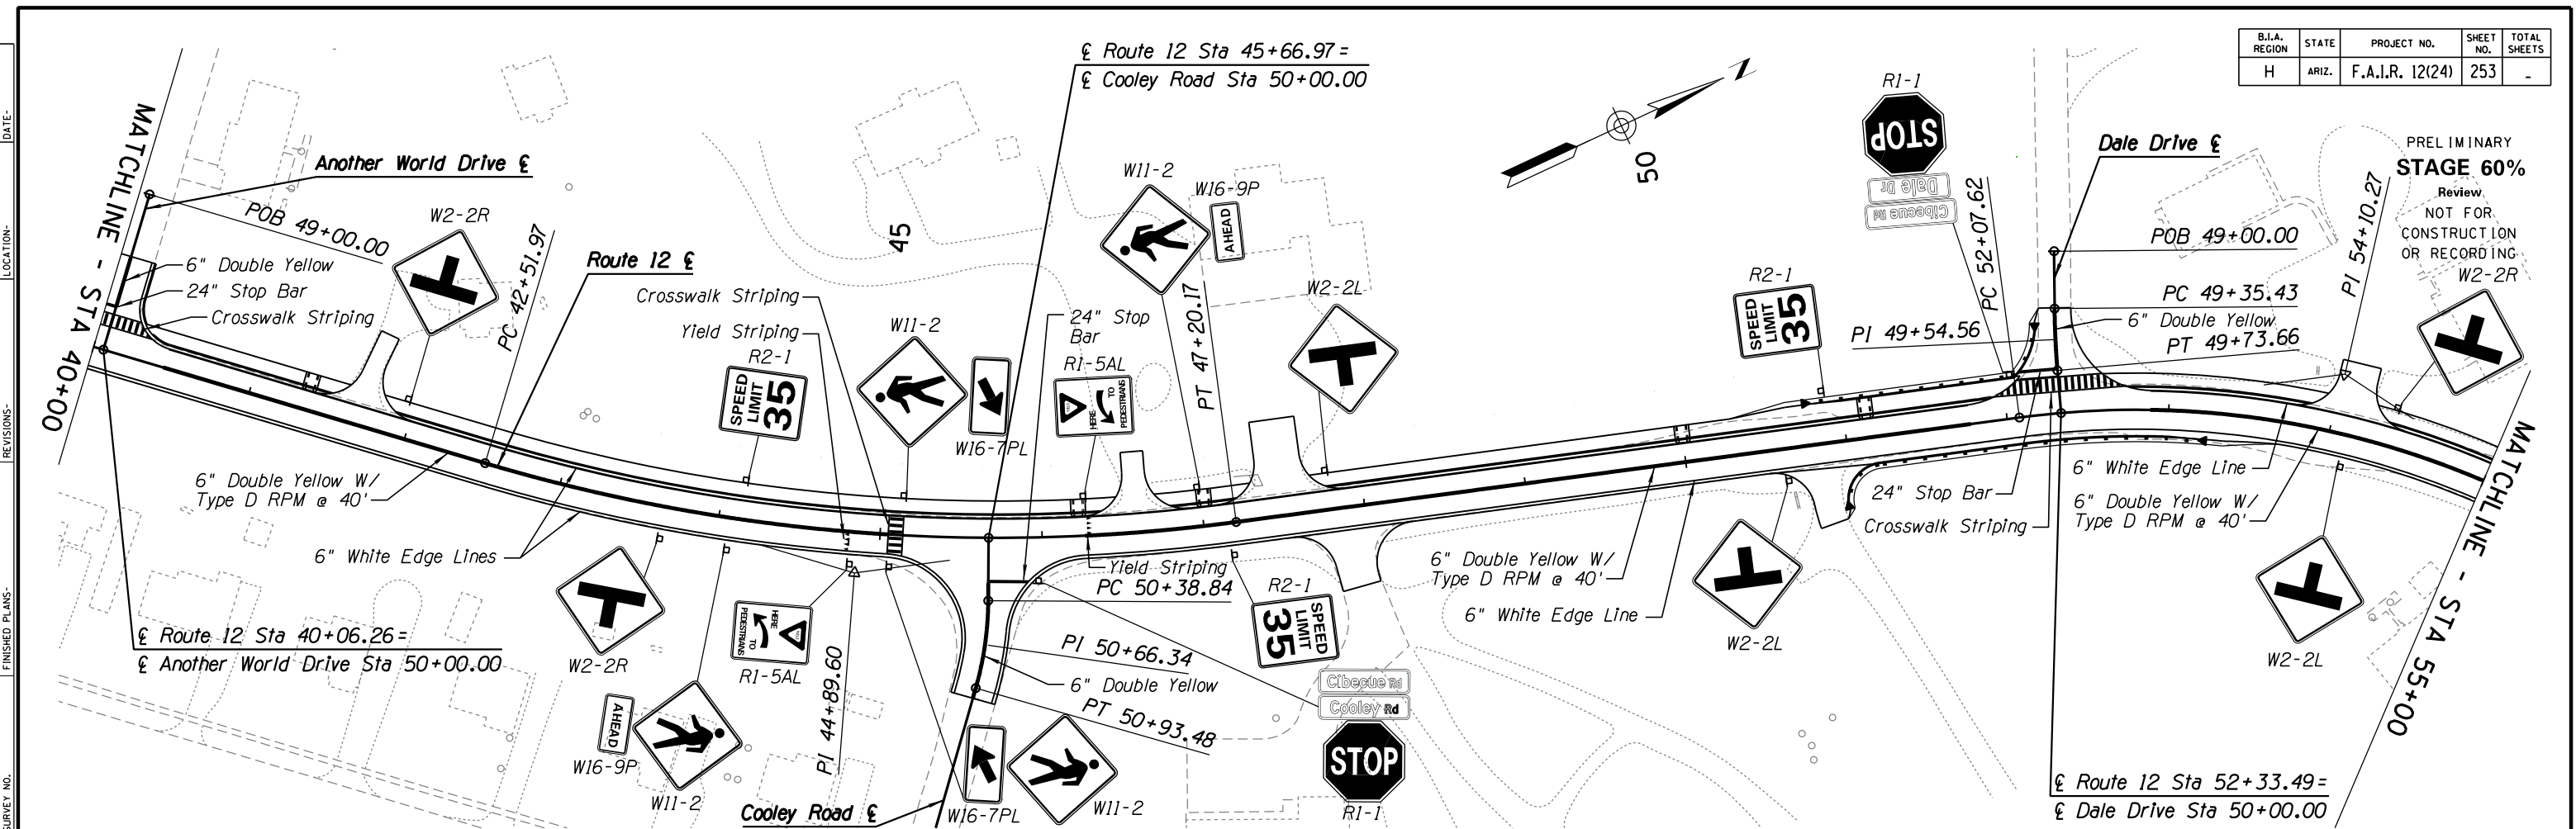 B.I.A. REGION
STATE
PROJECT NO.
SHEET NO.
TOTAL SHEETS
H
ARIZ.
F.A.I.R. 12(24)
253
-
PRELIMINARY
STAGE 60%
Review
NOT FOR
CONSTRUCTION
OR RECORDING
DATE-
LOCATION-
REVISIONS-
FINISHED PLANS-
SURVEY NO.
MATCHLINE - STA 40+00
Another World Drive ℄
POB 49+00.00
6" Double Yellow
24" Stop Bar
Crosswalk Striping
W2-2R
PC 42+51.97
Route 12 ℄
6" Double Yellow W/
Type D RPM @ 40'
6" White Edge Lines
℄ Route 12 Sta 40+06.26=
℄ Another World Drive Sta 50+00.00
45
Crosswalk Striping
Yield Striping
R2-1
SPEED
LIMIT
35
W11-2
W16-7PL
℄ Route 12 Sta 45+66.97=
℄ Cooley Road Sta 50+00.00
24" Stop
Bar
R1-5AL
HERE
TO
PEDESTRIANS
W11-2
W16-9P
AHEAD
PT 47+20.17
W2-2L
W2-2R
W16-9P
AHEAD
W11-2
R1-5AL
HERE
TO
PEDESTRIANS
PI 44+89.60
Cooley Road ℄
W16-7PL
W11-2
Yield Striping
PC 50+38.84
PI 50+66.34
6" Double Yellow
PT 50+93.48
R2-1
SPEED
LIMIT
35
Cibecue Rd
Cooley Rd
STOP
R1-1
50
6" Double Yellow W/
Type D RPM @ 40'
6" White Edge Line
W2-2L
R2-1
SPEED
LIMIT
35
R1-1
STOP
Dale Dr
Cibecue Rd
PC 52+07.62
PI 49+54.56
Dale Drive ℄
POB 49+00.00
PC 49+35.43
6" Double Yellow
PT 49+73.66
PI 54+10.27
W2-2R
24" Stop Bar
Crosswalk Striping
6" White Edge Line
6" Double Yellow W/
Type D RPM @ 40'
W2-2L
℄ Route 12 Sta 52+33.49=
℄ Dale Drive Sta 50+00.00
MATCHLINE - STA 55+00
N